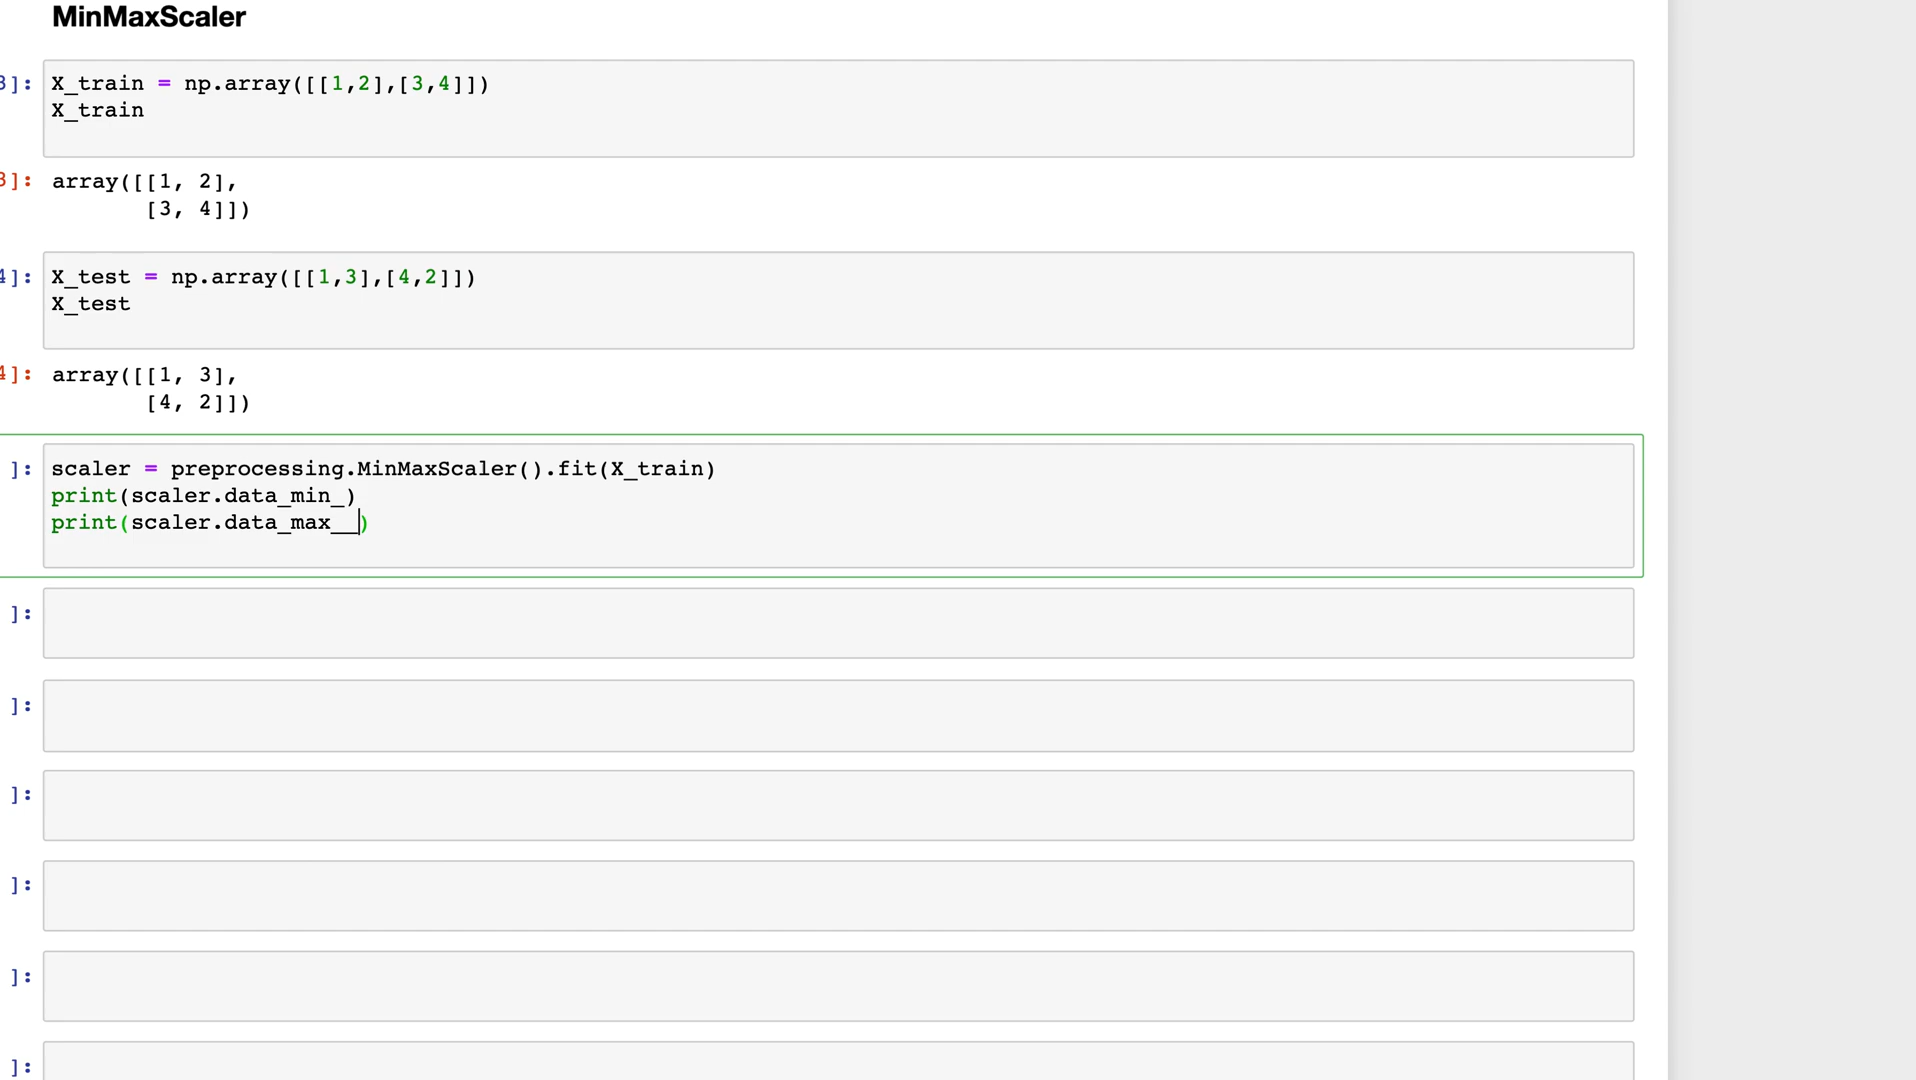 MinMaxScaler
3]: X_train = np.array([[1,2],[3,4]])
X_train
3]: array([[1, 2],
[3, 4]])
4]: X_test = np.array([[1,3],[4,2]])
X_test
4]: array([[1, 3],
[4, 2]])
]: scaler = preprocessing.MinMaxScaler().fit(X_train)
print(scaler.data_min_)
print(scaler.data_max__)
]:
]:
]:
]:
]:
]: